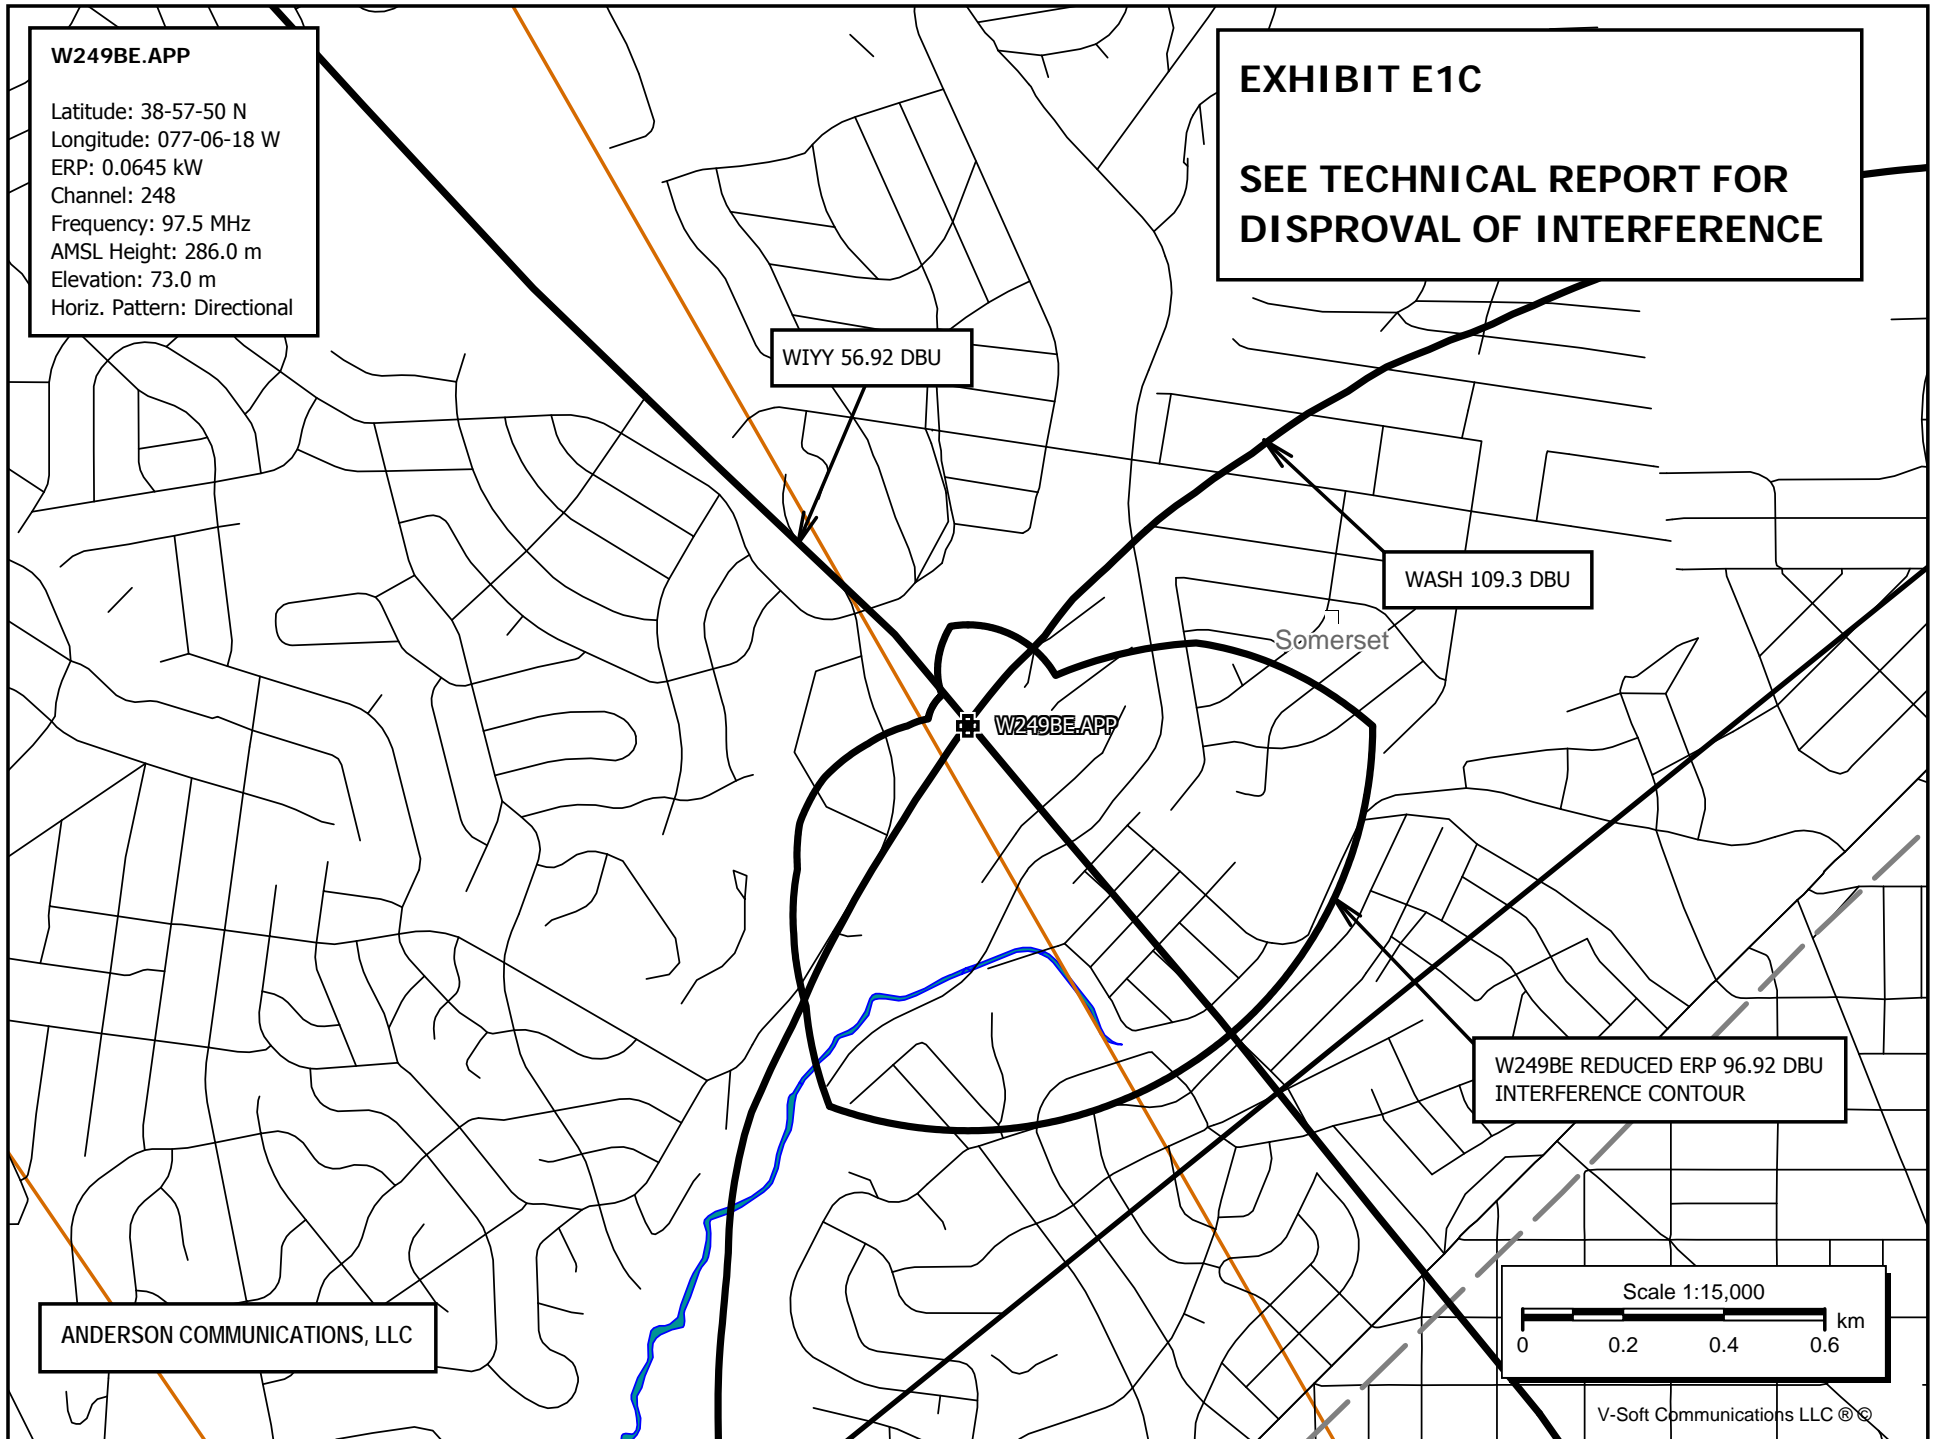 W249BE.APP
Latitude: 38-57-50 N
Longitude: 077-06-18 W
ERP: 0.0645 kW
Channel: 248
Frequency: 97.5 MHz
AMSL Height: 286.0 m
Elevation: 73.0 m
Horiz. Pattern: Directional
EXHIBIT E1C
SEE TECHNICAL REPORT FOR
DISPROVAL OF INTERFERENCE
WIYY 56.92 DBU
WASH 109.3 DBU
Somerset
W249BE.APP
W249BE REDUCED ERP 96.92 DBU
INTERFERENCE CONTOUR
ANDERSON COMMUNICATIONS, LLC
Scale 1:15,000
km
0 0.2 0.4 0.6
V-Soft Communications LLC ® ©